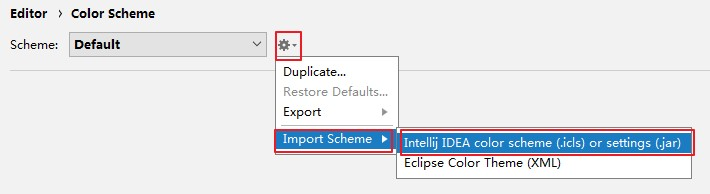 Editor › Color Scheme
Scheme: Default
Duplicate...
Restore Defaults...
Export
Import Scheme
Intellij IDEA color scheme (.icls) or settings (.jar)
Eclipse Color Theme (XML)